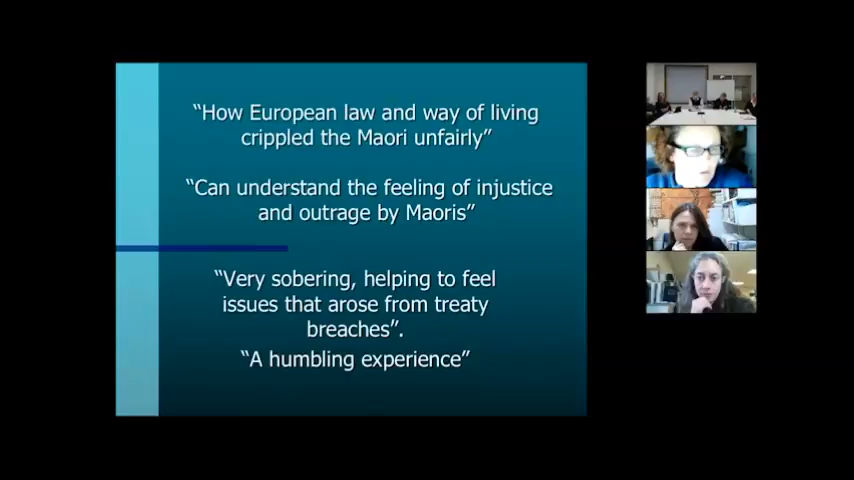 “How European law and way of living
crippled the Maori unfairly”
“Can understand the feeling of injustice
and outrage by Maoris”
“Very sobering, helping to feel
issues that arose from treaty
breaches”.
“A humbling experience”